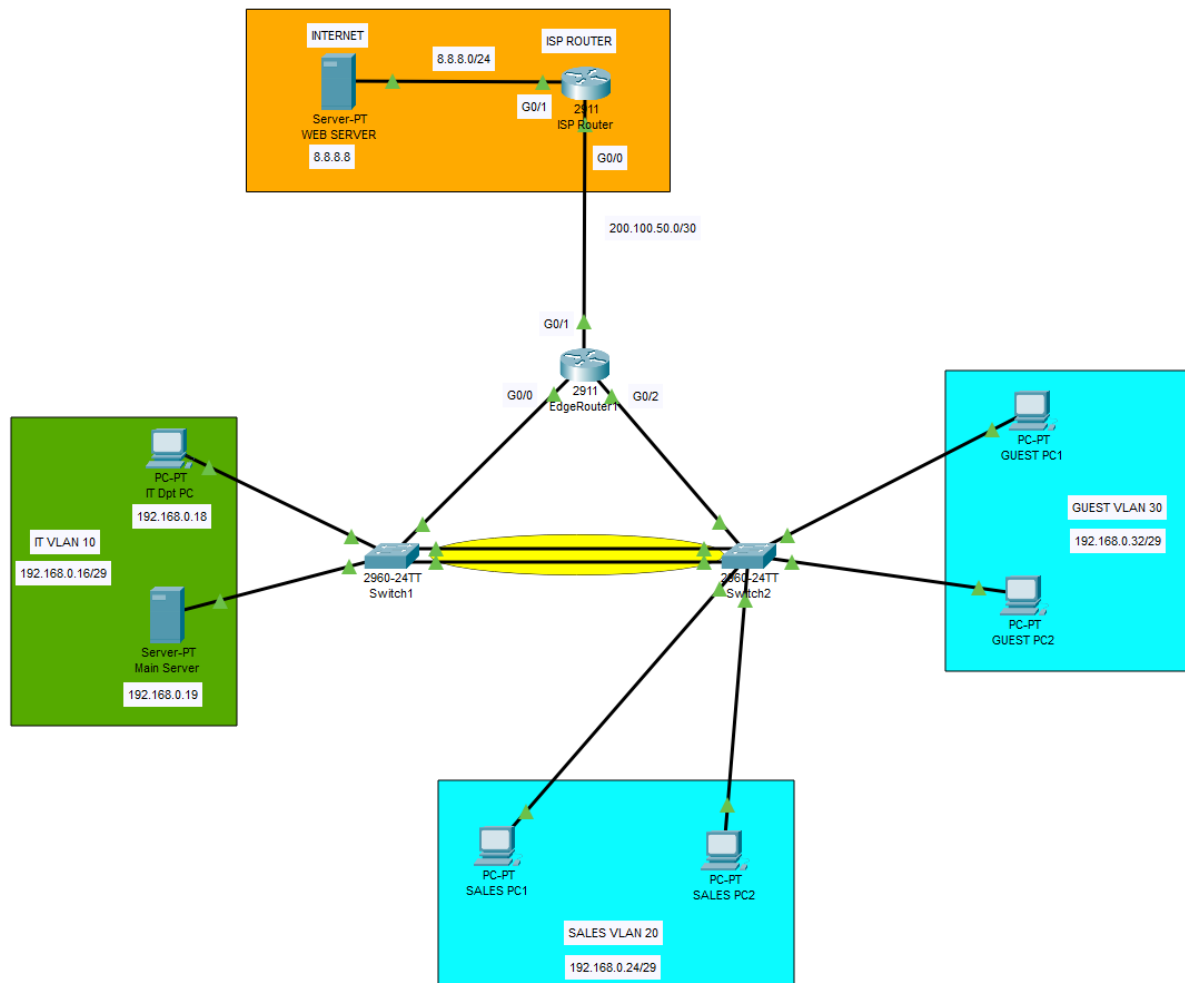 INTERNET
ISP ROUTER
8.8.8.0/24
G0/1
2911
ISP Router
Server-PT
WEB SERVER
8.8.8.8
G0/0
200.100.50.0/30
G0/1
2911
EdgeRouter1
G0/0
G0/2
PC-PT
IT Dpt PC
192.168.0.18
IT VLAN 10
192.168.0.16/29
Server-PT
Main Server
192.168.0.19
2960-24TT
Switch1
2960-24TT
Switch2
PC-PT
GUEST PC1
GUEST VLAN 30
192.168.0.32/29
PC-PT
GUEST PC2
PC-PT
SALES PC1
PC-PT
SALES PC2
SALES VLAN 20
192.168.0.24/29